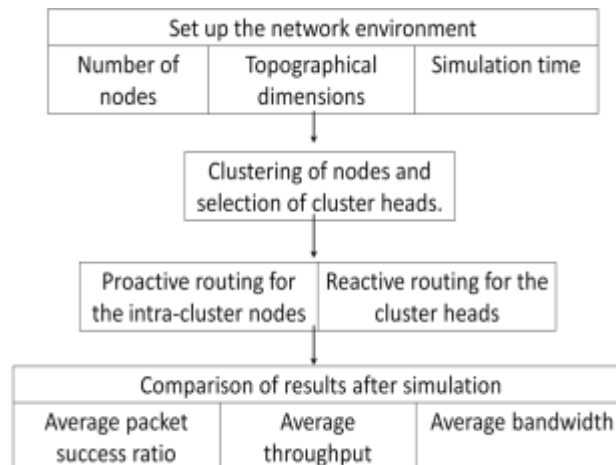 Set up the network environment
Number of
nodes
Topographical
dimensions
Simulation time
Clustering of nodes and
selection of cluster heads.
Proactive routing for
the intra-cluster nodes
Reactive routing for the
cluster heads
Comparison of results after simulation
Average packet
success ratio
Average
throughput
Average bandwidth